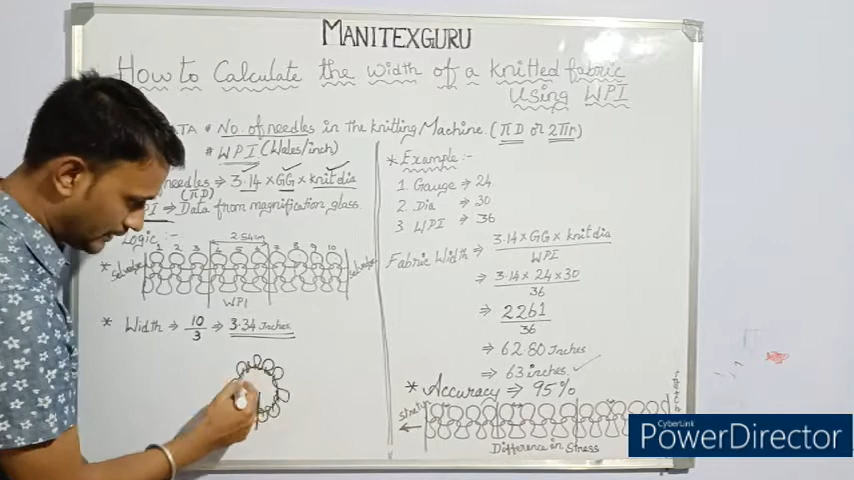 MANITEXGURU
How to Calculate the width of a knitted fabric
Using WPI
ATA * No. of needles in the knitting Machine. (πD or 2πr)
# WPI (Wales/inch)
needles ⇒ 3.14 × GG × knit dia
(πD)
PI ⇒ Data from magnification glass.
Logic:-
2.54cm
1 2 3 4 5 6 7 8 9 10
* Selvedge
Selvedge
WPI
* Width ⇒ 10/3 ⇒ 3.34 Inches
* Example:-
1. Gauge ⇒ 24
2. Dia ⇒ 30
3 WPI ⇒ 36
Fabric Width ⇒ 3.14 × GG × knit dia / WPI
⇒ 3.14 × 24 × 30 / 36
⇒ 2261 / 36
⇒ 62.80 Inches
⇒ 63 inches.
* Accuracy ⇒ 95%
Stretch
Difference in Stress
CyberLink
PowerDirector